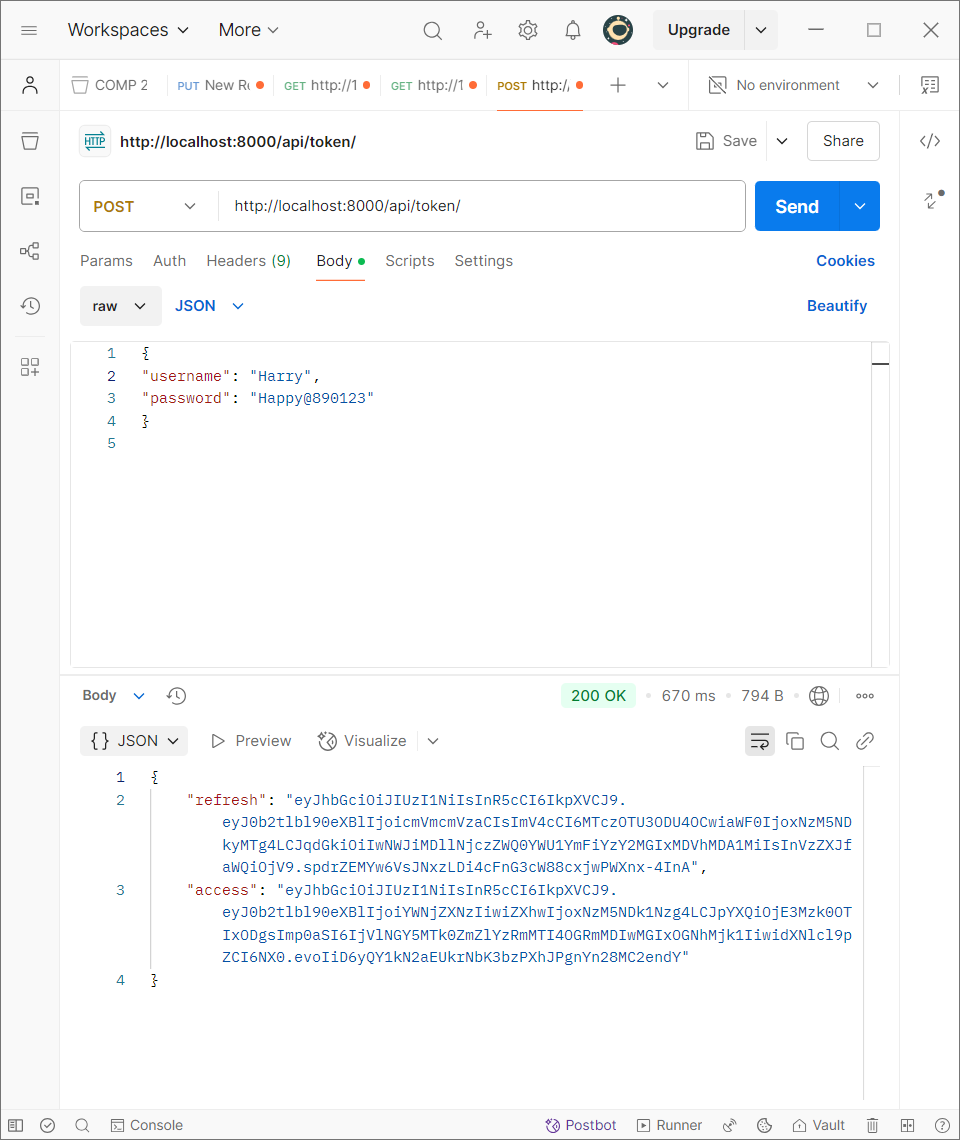 Workspaces More Upgrade
COMP 2 PUT New Re GET http://1 GET http://1 POST http:// No environment
HTTP http://localhost:8000/api/token/ Save Share
POST http://localhost:8000/api/token/ Send
Params Auth Headers (9) Body Scripts Settings Cookies
raw JSON Beautify
1 {
2 "username": "Harry",
3 "password": "Happy@890123"
4 }
5
Body 200 OK 670 ms 794 B
{} JSON Preview Visualize
1 {
2 "refresh": "eyJhbGciOiJIUzI1NiIsInR5cCI6IkpXVCJ9.
eyJ0b2tlbl90eXBlIjoicmVmcmVzaCIsImV4cCI6MTczOTU3ODU4OCwiaWF0IjoxNzM5ND
kyMTg4LCJqdGkiOiIwNWJiMDllNjczZWQ0YWU1YmFiYzY2MGIxMDVhMDA1MiIsInVzZXJf
aWQiOjV9.spdrZEMYw6VsJNxzLDi4cFnG3cW88cxjwPWXnx-4InA",
3 "access": "eyJhbGciOiJIUzI1NiIsInR5cCI6IkpXVCJ9.
eyJ0b2tlbl90eXBlIjoiYWNjZXNzIiwiZXhwIjoxNzM5NDk1Nzg4LCJpYXQiOjE3Mzk0OT
IxODgsImp0aSI6IjVlNGY5MTk0ZmZlYzRmMTI4OGRmMDIwMGIxOGNhMjk1IiwidXNlcl9p
ZCI6NX0.evoIiD6yQY1kN2aEUkrNbK3bzPXhJPgnYn28MC2endY"
4 }
Console Postbot Runner Vault